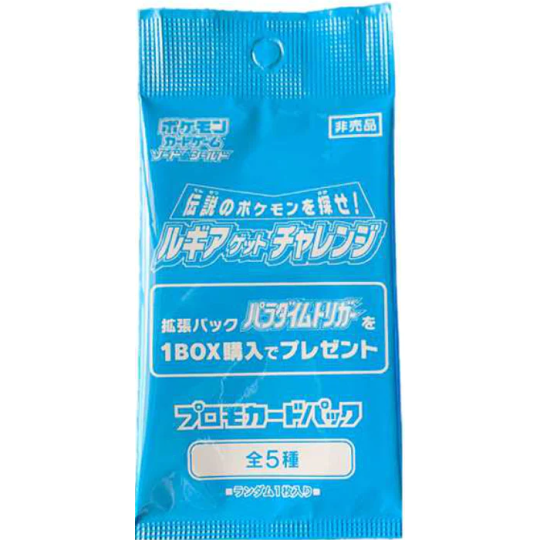 ポケモン
カードゲーム
ソード&シールド
非売品
伝説のポケモンを探せ!
ルギアゲットチャレンジ
拡張パック パラダイムトリガーを
1BOX購入でプレゼント
プロモカードパック
全5種
■ランダム1枚入り■